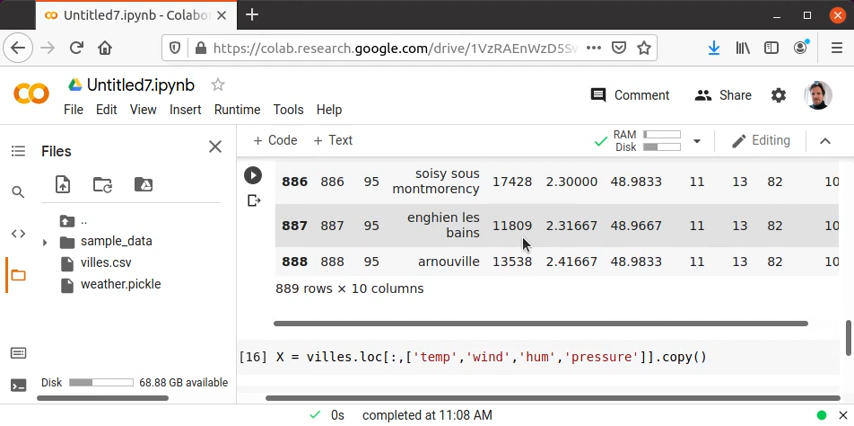 Untitled7.ipynb - Colabo
https://colab.research.google.com/drive/1VzRAEnWzD5Sv
Untitled7.ipynb
File Edit View Insert Runtime Tools Help
Comment Share
Files
+ Code + Text
RAM
Disk
Editing
..
sample_data
villes.csv
weather.pickle
Disk 68.88 GB available
886 886 95 soisy sous montmorency 17428 2.30000 48.9833 11 13 82 10
887 887 95 enghien les bains 11809 2.31667 48.9667 11 13 82 10
888 888 95 arnouville 13538 2.41667 48.9833 11 13 82 10
889 rows × 10 columns
[16] X = villes.loc[:,['temp','wind','hum','pressure']].copy()
0s completed at 11:08 AM